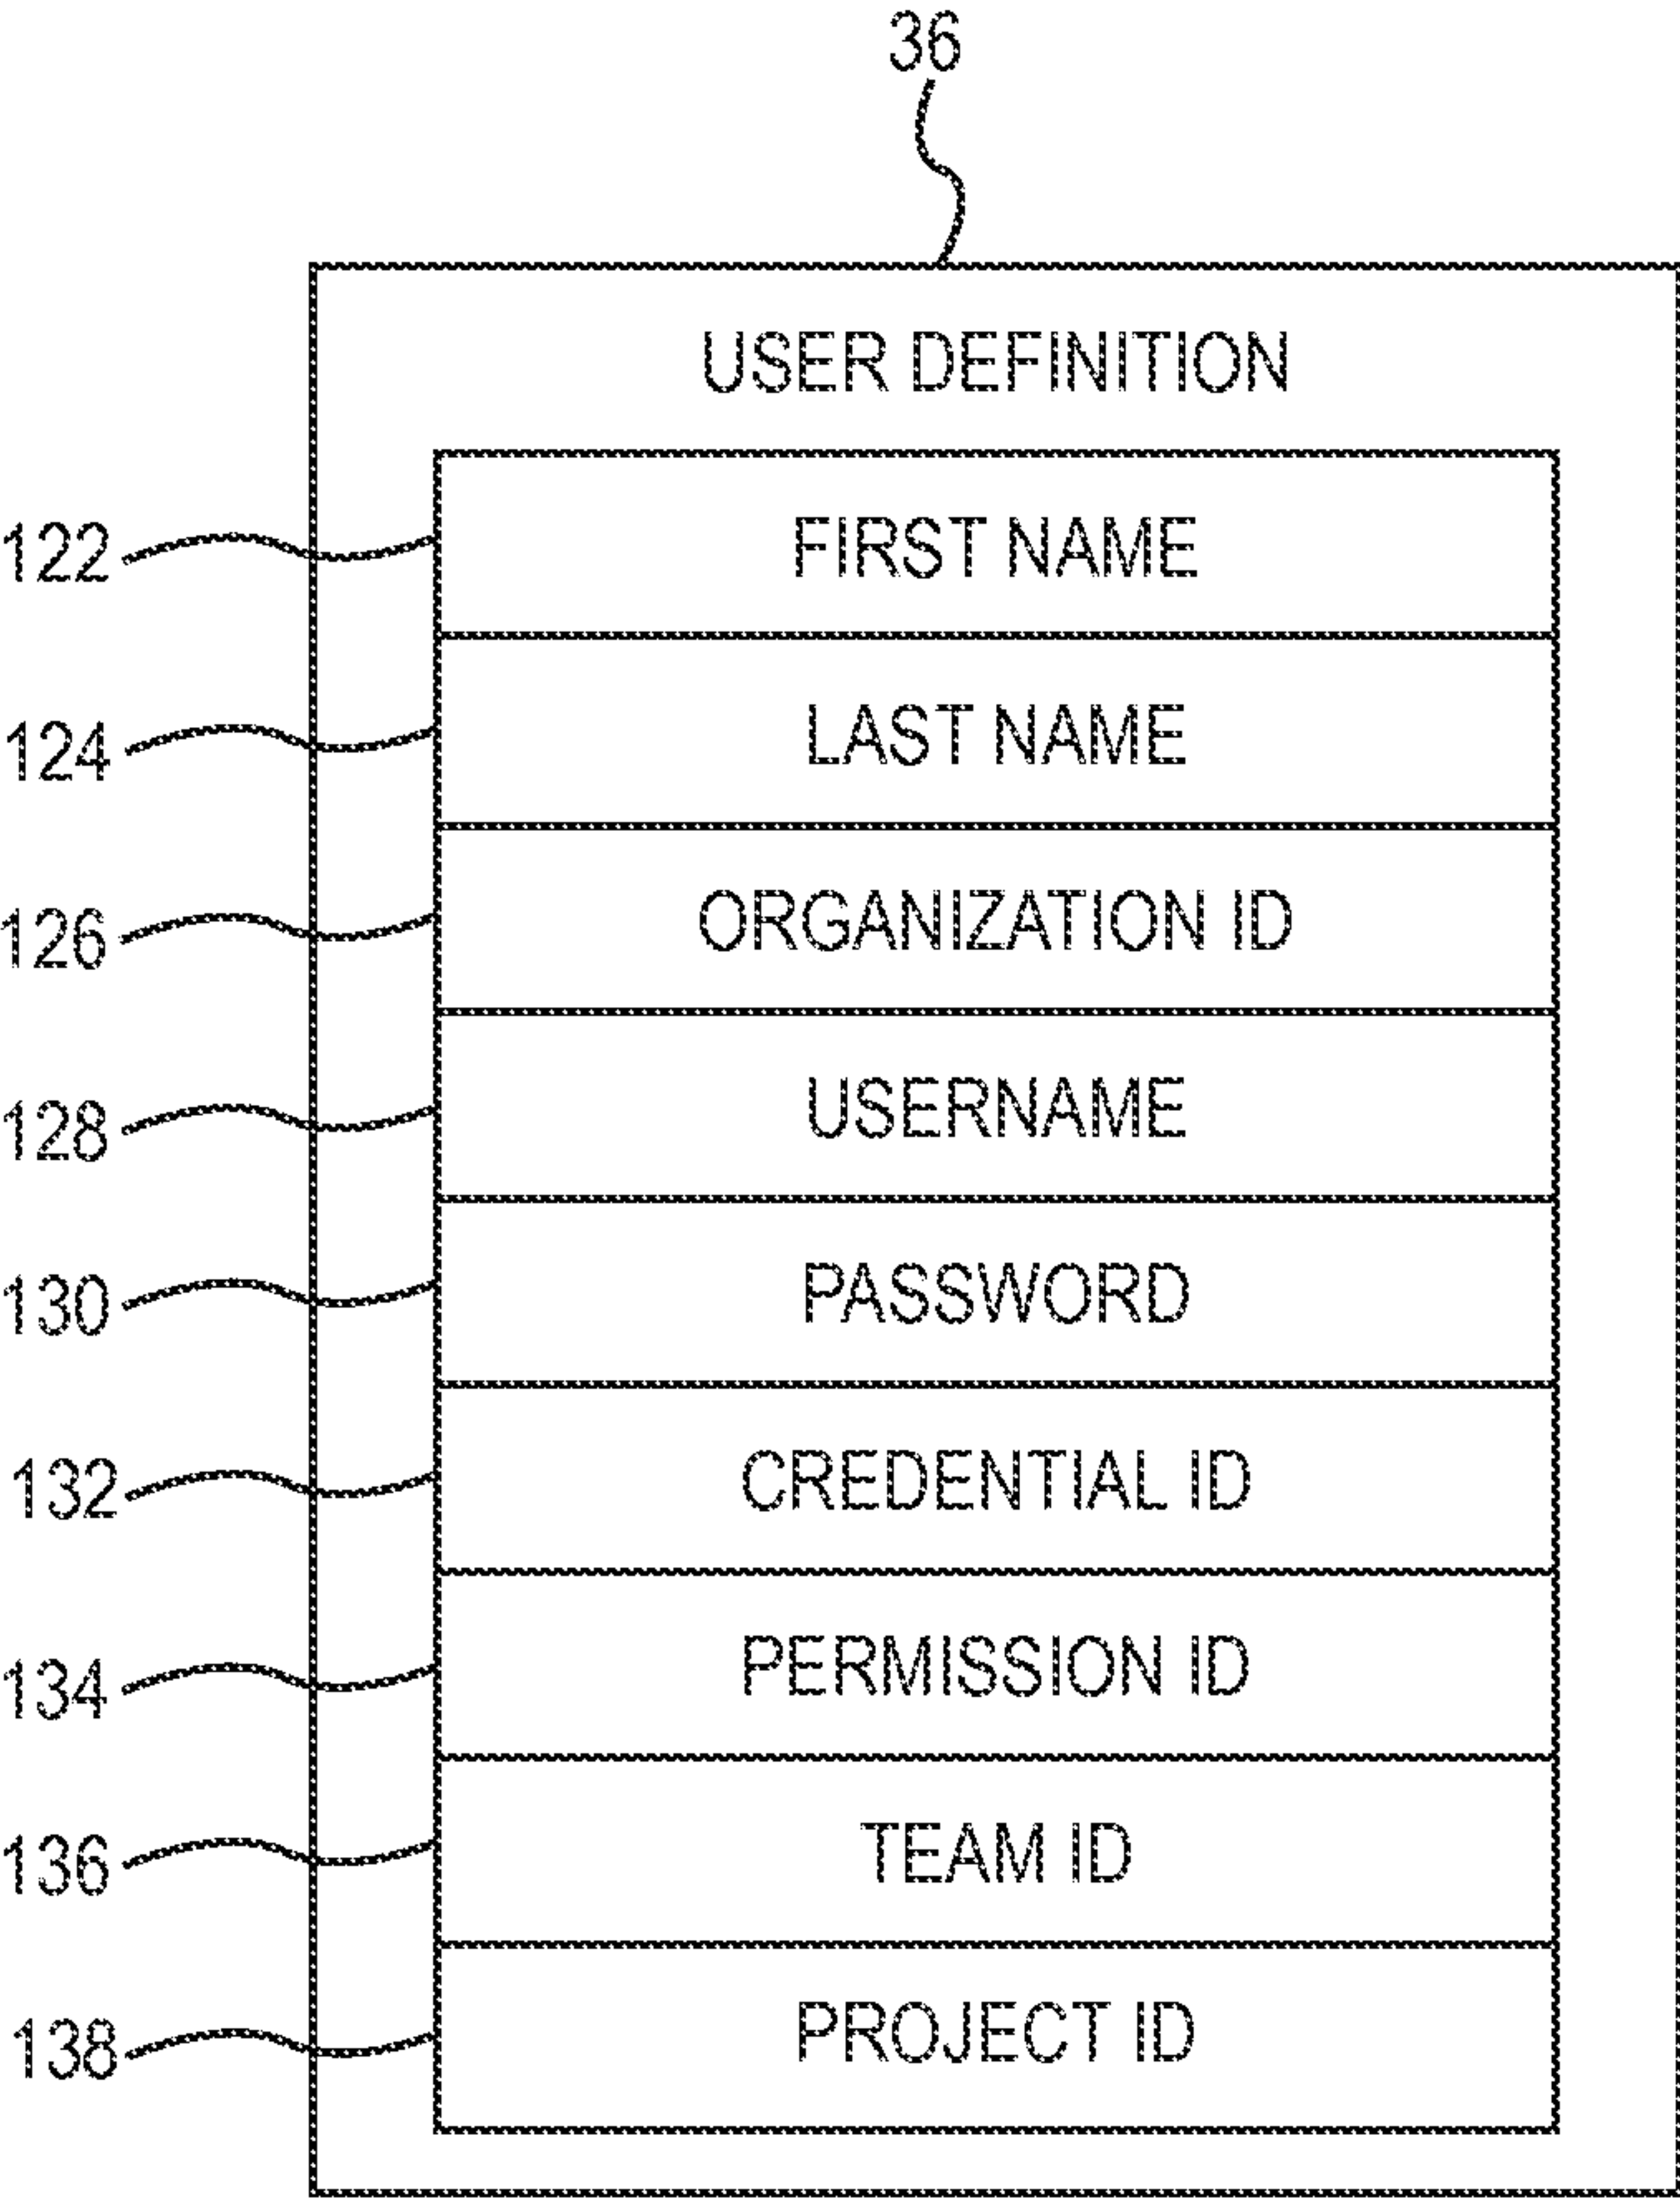 36
USER DEFINITION
122 FIRST NAME
124 LAST NAME
126 ORGANIZATION ID
128 USERNAME
130 PASSWORD
132 CREDENTIAL ID
134 PERMISSION ID
136 TEAM ID
138 PROJECT ID